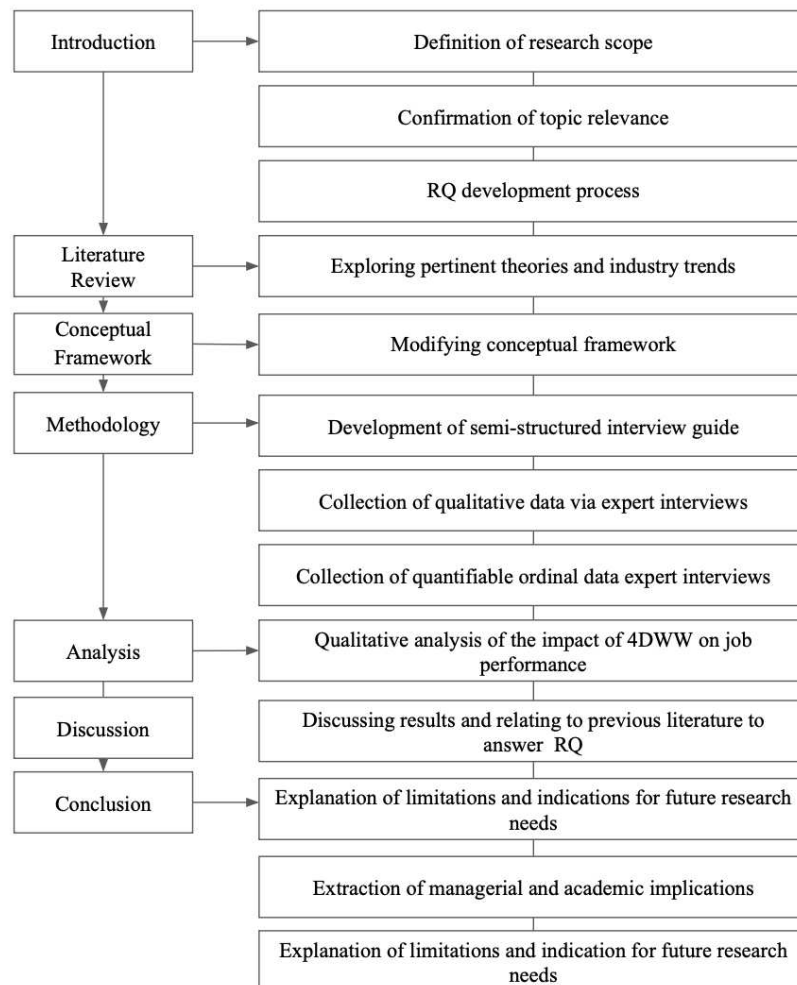 Introduction
Definition of research scope
Confirmation of topic relevance
RQ development process
Literature
Review
Exploring pertinent theories and industry trends
Conceptual
Framework
Modifying conceptual framework
Methodology
Development of semi-structured interview guide
Collection of qualitative data via expert interviews
Collection of quantifiable ordinal data expert interviews
Analysis
Qualitative analysis of the impact of 4DWW on job
performance
Discussion
Discussing results and relating to previous literature to
answer RQ
Conclusion
Explanation of limitations and indications for future research
needs
Extraction of managerial and academic implications
Explanation of limitations and indication for future research
needs